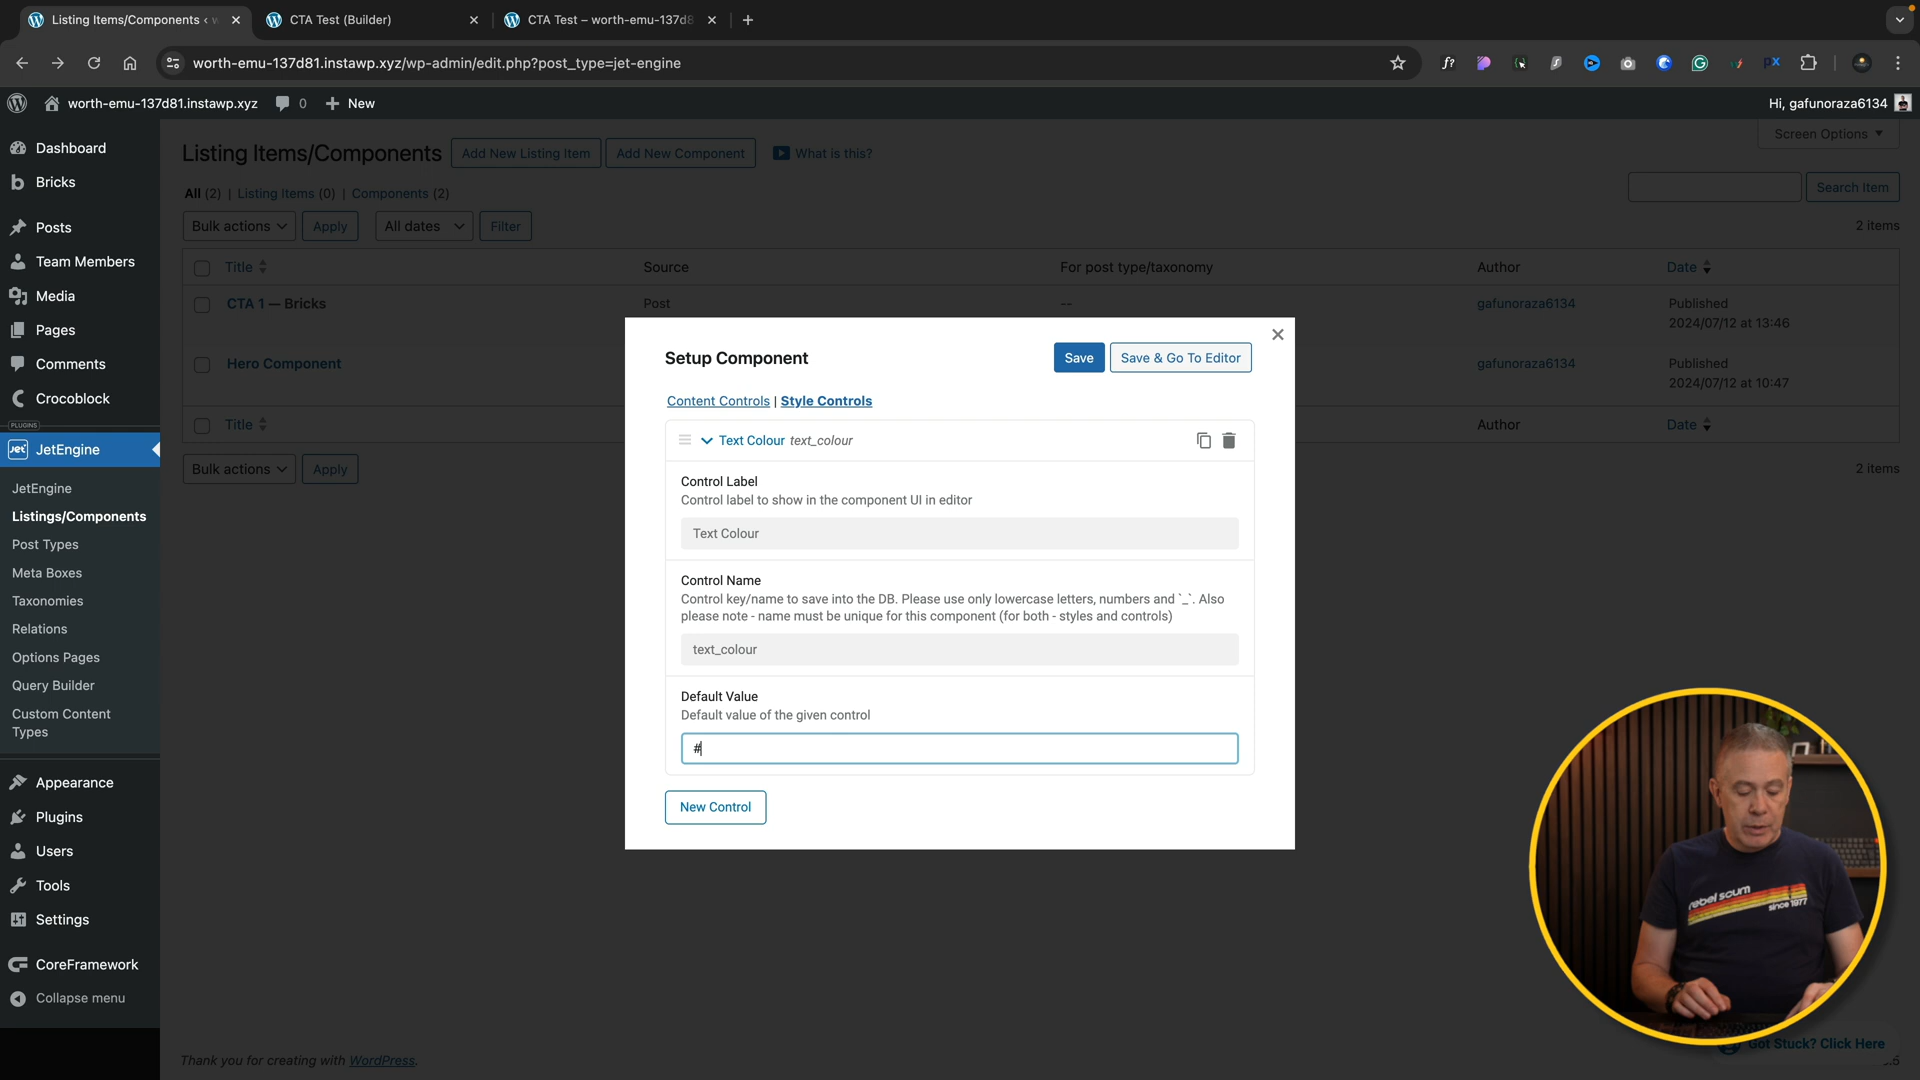 Listing Items/Components ‹ w
CTA Test (Builder)
CTA Test – worth-emu-137d8
worth-emu-137d81.instawp.xyz/wp-admin/edit.php?post_type=jet-engine
worth-emu-137d81.instawp.xyz
0
New
Hi, gafunoraza6134
Dashboard
Bricks
Posts
Team Members
Media
Pages
Comments
Crocoblock
PLUGINS
JetEngine
JetEngine
Listings/Components
Post Types
Meta Boxes
Taxonomies
Relations
Options Pages
Query Builder
Custom Content
Types
Appearance
Plugins
Users
Tools
Settings
CoreFramework
Collapse menu
Screen Options
Listing Items/Components
Add New Listing Item
Add New Component
What is this?
All (2) | Listing Items (0) | Components (2)
Search Item
Bulk actions
Apply
All dates
Filter
2 items
Title
Source
For post type/taxonomy
Author
Date
CTA 1 — Bricks
Post
--
gafunoraza6134
Published
2024/07/12 at 13:46
Hero Component
gafunoraza6134
Published
2024/07/12 at 10:47
Title
Author
Date
Bulk actions
Apply
2 items
Setup Component
Save
Save & Go To Editor
Content Controls | Style Controls
Text Colour text_colour
Control Label
Control label to show in the component UI in editor
Text Colour
Control Name
Control key/name to save into the DB. Please use only lowercase letters, numbers and `_`. Also
please note - name must be unique for this component (for both - styles and controls)
text_colour
Default Value
Default value of the given control
#
New Control
rebel scum
since 1977
Got Stuck? Click Here
Thank you for creating with WordPress.